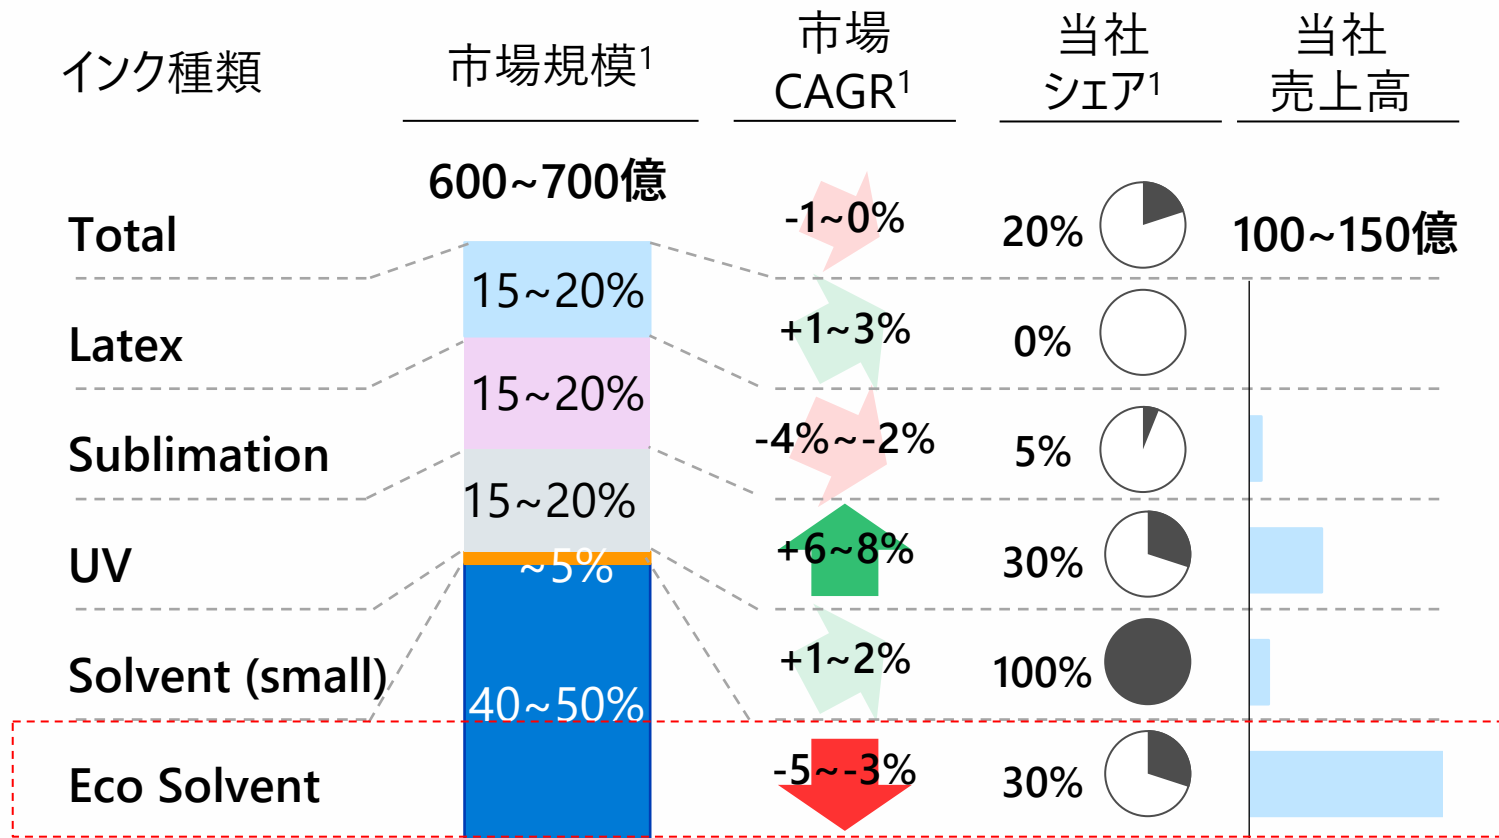 インク種類
市場規模1
市場
CAGR1
当社
シェア1
当社
売上高
600~700億
Total
-1~0%
20%
100~150億
15~20%
Latex
+1~3%
0%
15~20%
Sublimation
-4%~-2%
5%
15~20%
UV
+6~8%
30%
~5%
Solvent (small)
+1~2%
100%
40~50%
Eco Solvent
-5~-3%
30%